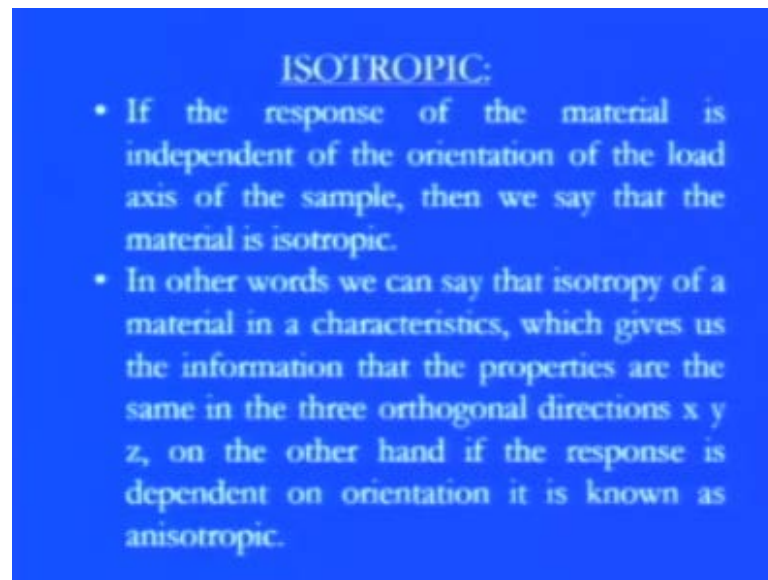 ISOTROPIC:
• If the response of the material is
independent of the orientation of the load
axis of the sample, then we say that the
material is isotropic.
• In other words we can say that isotropy of a
material in a characteristics, which gives us
the information that the properties are the
same in the three orthogonal directions x y
z, on the other hand if the response is
dependent on orientation it is known as
anisotropic.